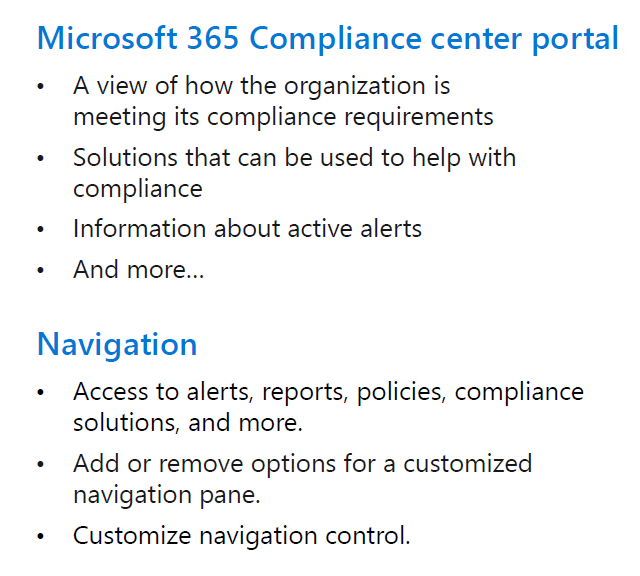 Microsoft 365 Compliance center portal
• A view of how the organization is
meeting its compliance requirements
• Solutions that can be used to help with
compliance
• Information about active alerts
• And more...
Navigation
• Access to alerts, reports, policies, compliance
solutions, and more.
• Add or remove options for a customized
navigation pane.
• Customize navigation control.